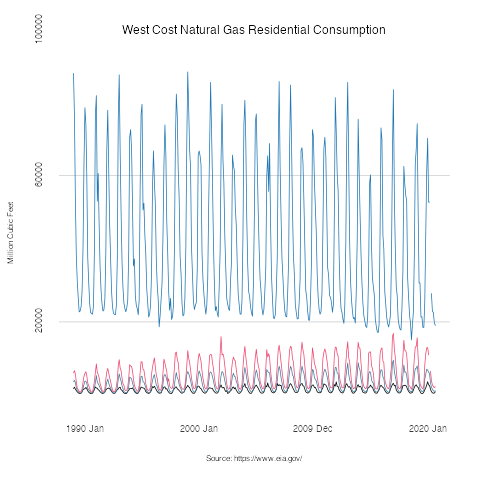 West Cost Natural Gas Residential Consumption
100000
60000
20000
Million Cubic Feet
1990 Jan
2000 Jan
2009 Dec
2020 Jan
Source: https://www.eia.gov/